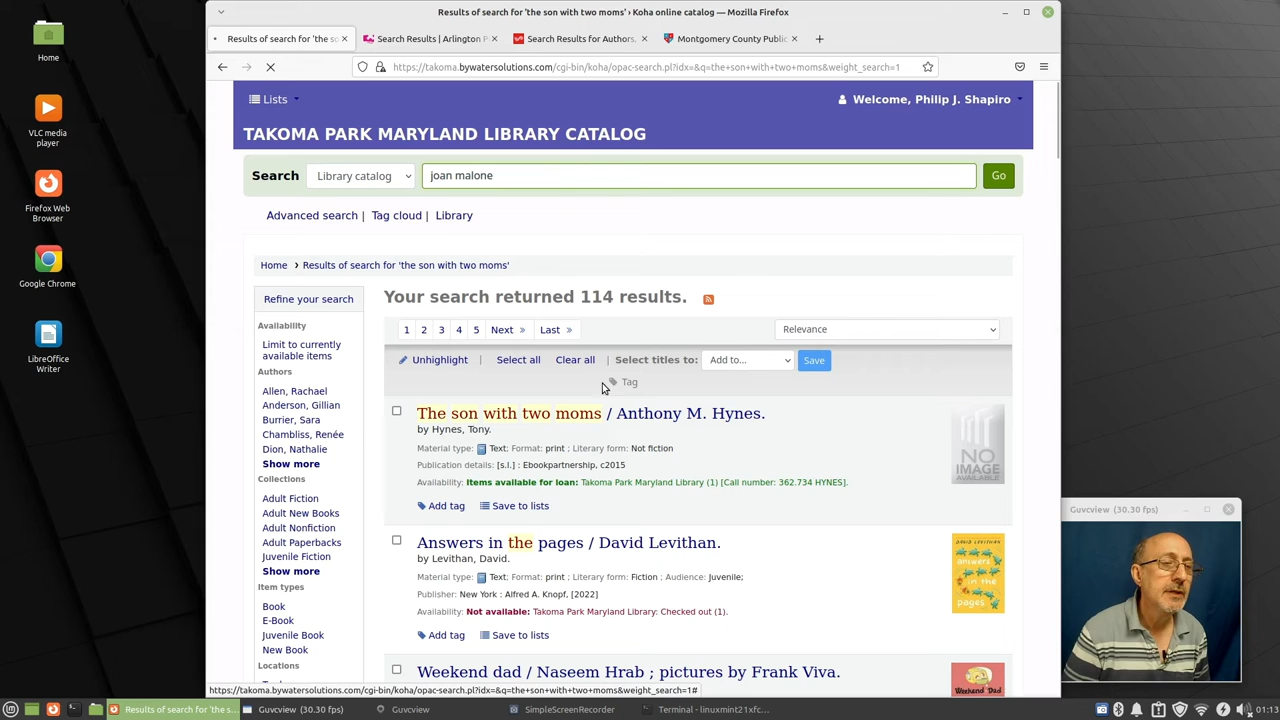 Results of search for 'the son with two moms' › Koha online catalog — Mozilla Firefox
Results of search for 'the so
Search Results | Arlington P
Search Results for Authors.
Montgomery County Public
https://takoma.bywatersolutions.com/cgi-bin/koha/opac-search.pl?idx=&q=the+son+with+two+moms&weight_search=1
Lists
Welcome, Philip J. Shapiro
TAKOMA PARK MARYLAND LIBRARY CATALOG
Search Library catalog joan malone Go
Advanced search | Tag cloud | Library
Home › Results of search for 'the son with two moms'
Refine your search
Availability
Limit to currently
available items
Authors
Allen, Rachael
Anderson, Gillian
Burrier, Sara
Chambliss, Renée
Dion, Nathalie
Show more
Collections
Adult Fiction
Adult New Books
Adult Nonfiction
Adult Paperbacks
Juvenile Fiction
Show more
Item types
Book
E-Book
Juvenile Book
New Book
Locations
Your search returned 114 results.
1 2 3 4 5 Next » Last »
Relevance
Unhighlight | Select all Clear all | Select titles to: Add to... Save
Tag
The son with two moms / Anthony M. Hynes.
by Hynes, Tony.
Material type: Text; Format: print ; Literary form: Not fiction
Publication details: [s.l.] : Ebookpartnership, c2015
Availability: Items available for loan: Takoma Park Maryland Library (1) [Call number: 362.734 HYNES].
Add tag Save to lists
NO
IMAGE
AVAILABLE
Answers in the pages / David Levithan.
by Levithan, David.
Material type: Text; Format: print ; Literary form: Fiction ; Audience: juvenile;
Publisher: New York : Alfred A. Knopf, [2022]
Availability: Not available: Takoma Park Maryland Library: Checked out (1).
Add tag Save to lists
DAVID LEVITHAN
answers
in the
pages
Weekend dad / Naseem Hrab ; pictures by Frank Viva.
Weekend Dad
https://takoma.bywatersolutions.com/cgi-bin/koha/opac-search.pl?idx=&q=the+son+with+two+moms&weight_search=1#
Home
VLC media
player
Firefox Web
Browser
Google Chrome
LibreOffice
Writer
Guvcview (30.30 fps)
Results of search for 'the s...
Guvcview (30.30 fps)
Guvcview
SimpleScreenRecorder
Terminal - linuxmint21xfc...
01:13